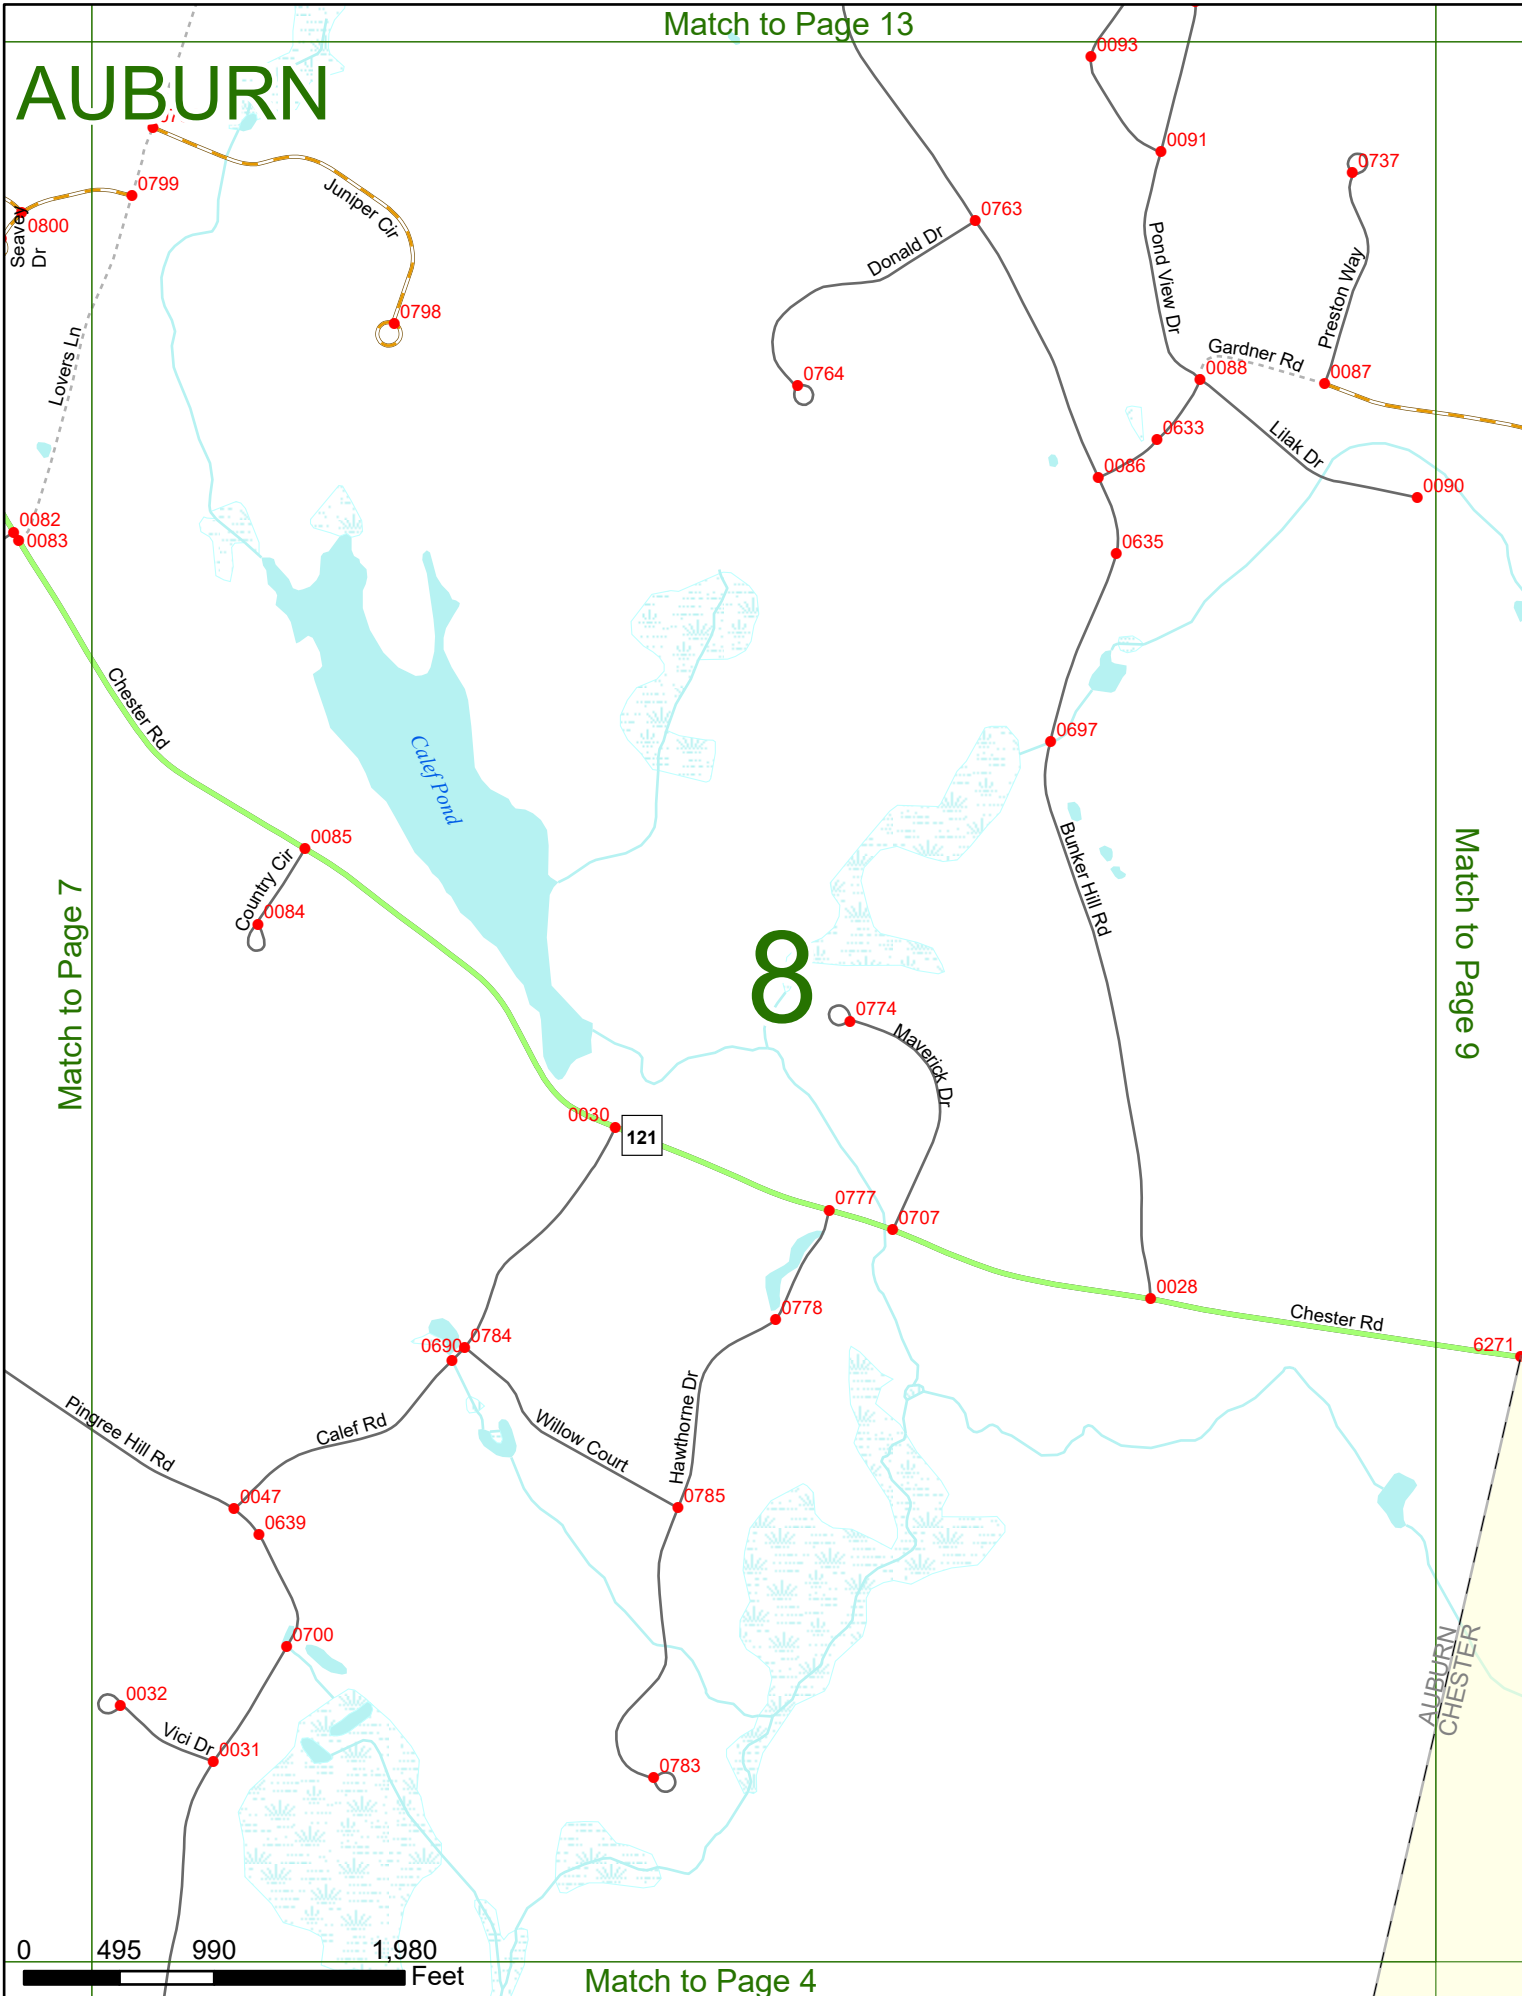 Match to Page 13
AUBURN
0093
0091
0737
0799
0800
Seavey
Dr
Juniper Cir
0763
Donald Dr
Pond View Dr
Preston Way
0798
Lovers Ln
0764
Gardner Rd
0088
0087
0633
Lilak Dr
0086
0090
0082
0083
0635
Chester Rd
0697
Calef Pond
0085
Country Cir
0084
Bunker Hill Rd
Match to Page 7
Match to Page 9
8
0774
Maverick Dr
0030
121
0777
0707
0028
Chester Rd
6271
0784
0690
Pingree Hill Rd
Calef Rd
Willow Court
Hawthorne Dr
0047
0785
0639
0700
AUBURN
CHESTER
0032
Vici Dr
0031
0783
0 495 990 1,980
Feet
Match to Page 4